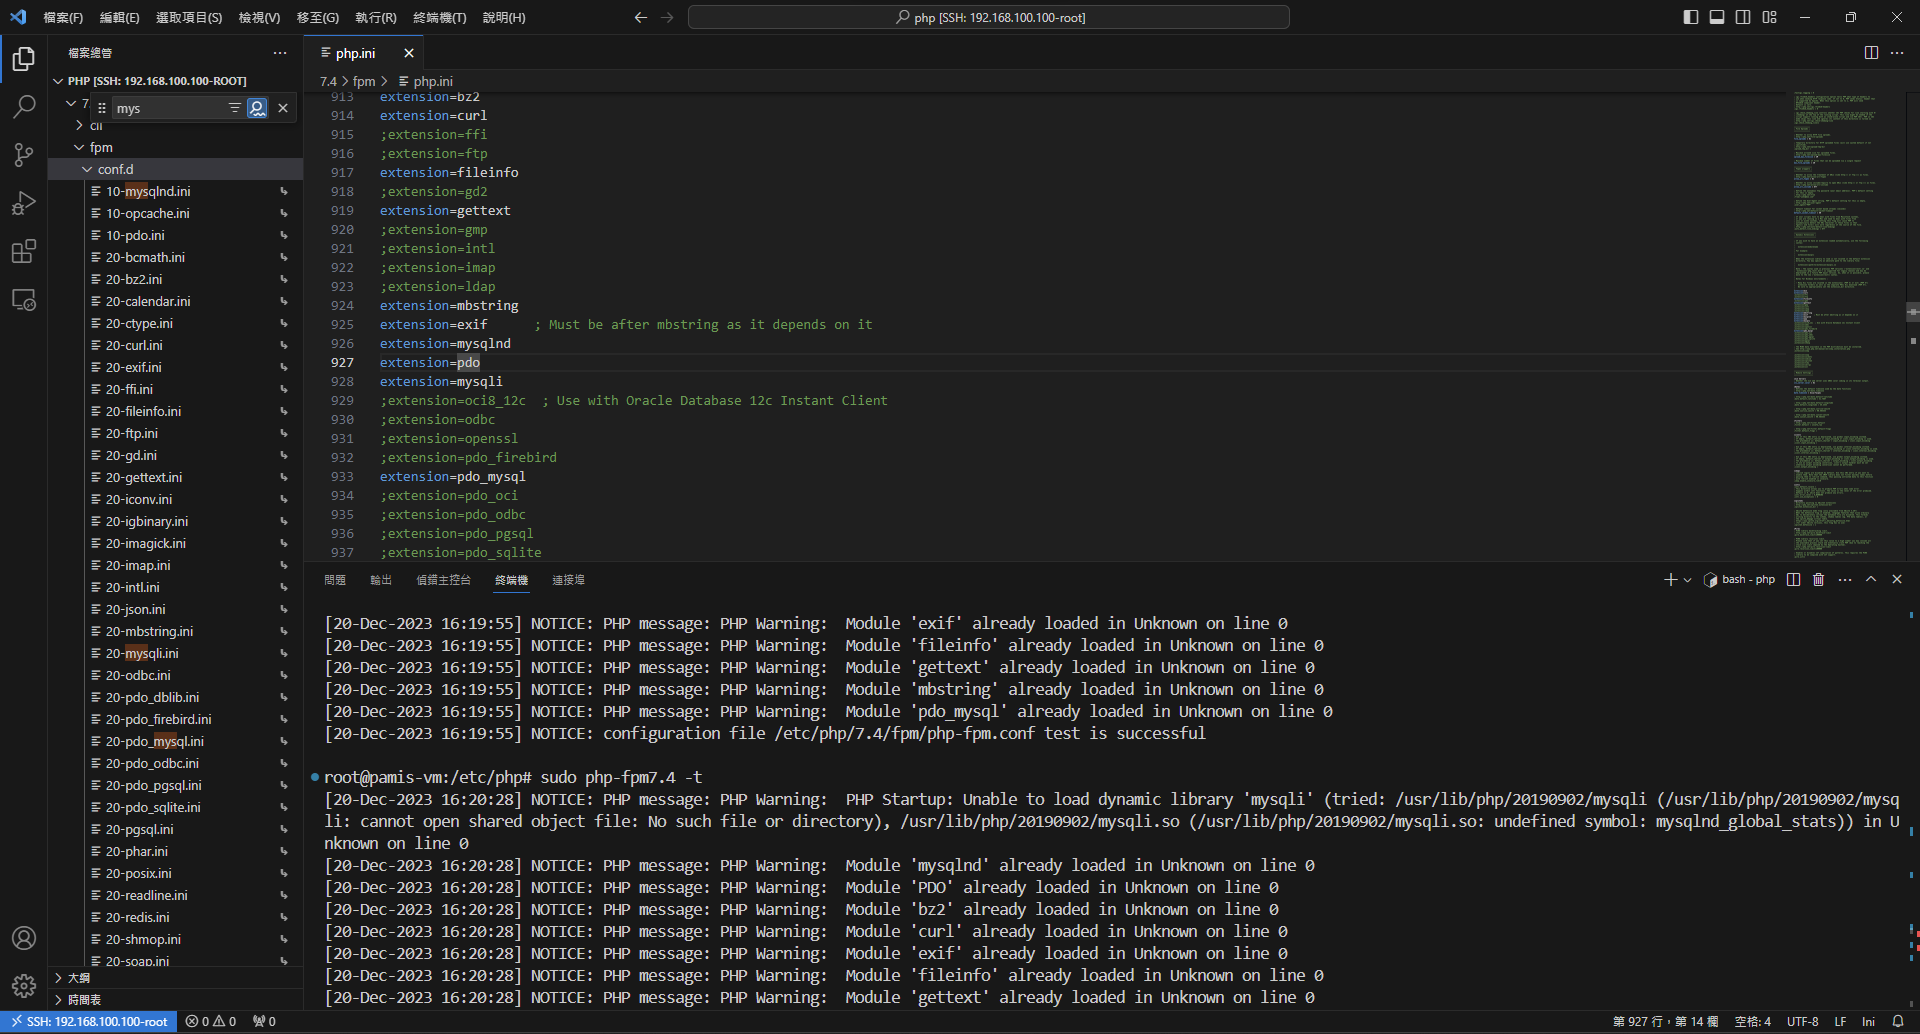 檔案(F) 編輯(E) 選取項目(S) 檢視(V) 移至(G) 執行(R) 終端機(T) 說明(H)
php [SSH: 192.168.100.100-root]
檔案總管
PHP [SSH: 192.168.100.100-ROOT]
7.
mys
cli
fpm
conf.d
10-mysqlnd.ini
10-opcache.ini
10-pdo.ini
20-bcmath.ini
20-bz2.ini
20-calendar.ini
20-ctype.ini
20-curl.ini
20-exif.ini
20-ffi.ini
20-fileinfo.ini
20-ftp.ini
20-gd.ini
20-gettext.ini
20-iconv.ini
20-igbinary.ini
20-imagick.ini
20-imap.ini
20-intl.ini
20-json.ini
20-mbstring.ini
20-mysqli.ini
20-odbc.ini
20-pdo_dblib.ini
20-pdo_firebird.ini
20-pdo_mysql.ini
20-pdo_odbc.ini
20-pdo_pgsql.ini
20-pdo_sqlite.ini
20-pgsql.ini
20-phar.ini
20-posix.ini
20-readline.ini
20-redis.ini
20-shmop.ini
20-soap.ini
大綱
時間表
php.ini
7.4 > fpm > php.ini
913 extension=bz2
914 extension=curl
915 ;extension=ffi
916 ;extension=ftp
917 extension=fileinfo
918 ;extension=gd2
919 extension=gettext
920 ;extension=gmp
921 ;extension=intl
922 ;extension=imap
923 ;extension=ldap
924 extension=mbstring
925 extension=exif      ; Must be after mbstring as it depends on it
926 extension=mysqlnd
927 extension=pdo
928 extension=mysqli
929 ;extension=oci8_12c  ; Use with Oracle Database 12c Instant Client
930 ;extension=odbc
931 ;extension=openssl
932 ;extension=pdo_firebird
933 extension=pdo_mysql
934 ;extension=pdo_oci
935 ;extension=pdo_odbc
936 ;extension=pdo_pgsql
937 ;extension=pdo_sqlite
問題 輸出 偵錯主控台 終端機 連接埠
bash - php
[20-Dec-2023 16:19:55] NOTICE: PHP message: PHP Warning:  Module 'exif' already loaded in Unknown on line 0
[20-Dec-2023 16:19:55] NOTICE: PHP message: PHP Warning:  Module 'fileinfo' already loaded in Unknown on line 0
[20-Dec-2023 16:19:55] NOTICE: PHP message: PHP Warning:  Module 'gettext' already loaded in Unknown on line 0
[20-Dec-2023 16:19:55] NOTICE: PHP message: PHP Warning:  Module 'mbstring' already loaded in Unknown on line 0
[20-Dec-2023 16:19:55] NOTICE: PHP message: PHP Warning:  Module 'pdo_mysql' already loaded in Unknown on line 0
[20-Dec-2023 16:19:55] NOTICE: configuration file /etc/php/7.4/fpm/php-fpm.conf test is successful
root@pamis-vm:/etc/php# sudo php-fpm7.4 -t
[20-Dec-2023 16:20:28] NOTICE: PHP message: PHP Warning:  PHP Startup: Unable to load dynamic library 'mysqli' (tried: /usr/lib/php/20190902/mysqli (/usr/lib/php/20190902/mysq
li: cannot open shared object file: No such file or directory), /usr/lib/php/20190902/mysqli.so (/usr/lib/php/20190902/mysqli.so: undefined symbol: mysqlnd_global_stats)) in U
nknown on line 0
[20-Dec-2023 16:20:28] NOTICE: PHP message: PHP Warning:  Module 'mysqlnd' already loaded in Unknown on line 0
[20-Dec-2023 16:20:28] NOTICE: PHP message: PHP Warning:  Module 'PDO' already loaded in Unknown on line 0
[20-Dec-2023 16:20:28] NOTICE: PHP message: PHP Warning:  Module 'bz2' already loaded in Unknown on line 0
[20-Dec-2023 16:20:28] NOTICE: PHP message: PHP Warning:  Module 'curl' already loaded in Unknown on line 0
[20-Dec-2023 16:20:28] NOTICE: PHP message: PHP Warning:  Module 'exif' already loaded in Unknown on line 0
[20-Dec-2023 16:20:28] NOTICE: PHP message: PHP Warning:  Module 'fileinfo' already loaded in Unknown on line 0
[20-Dec-2023 16:20:28] NOTICE: PHP message: PHP Warning:  Module 'gettext' already loaded in Unknown on line 0
SSH: 192.168.100.100-root 0 0 0 第 927 行，第 14 欄 空格: 4 UTF-8 LF Ini